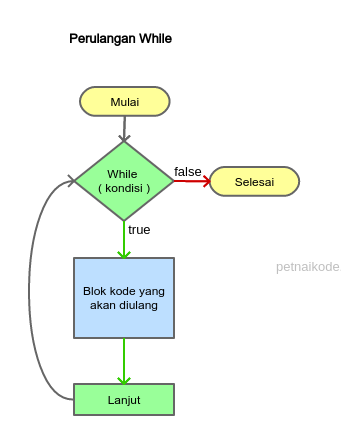 Perulangan While
Mulai
While
( kondisi )
false
Selesai
true
Blok kode yang
akan diulang
petnaikode
Lanjut